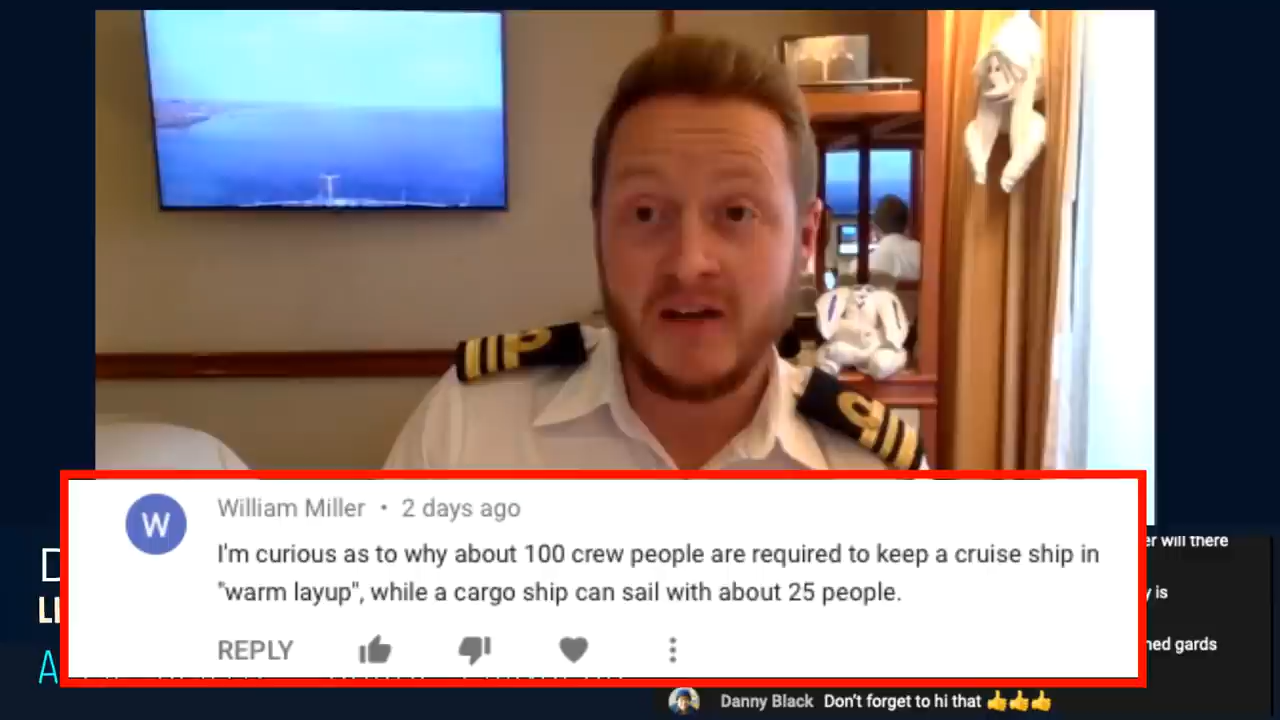 W
William Miller • 2 days ago
I'm curious as to why about 100 crew people are required to keep a cruise ship in
"warm layup", while a cargo ship can sail with about 25 people.
REPLY
will there
is
gards
Danny Black Don't forget to hi that 👍👍👍